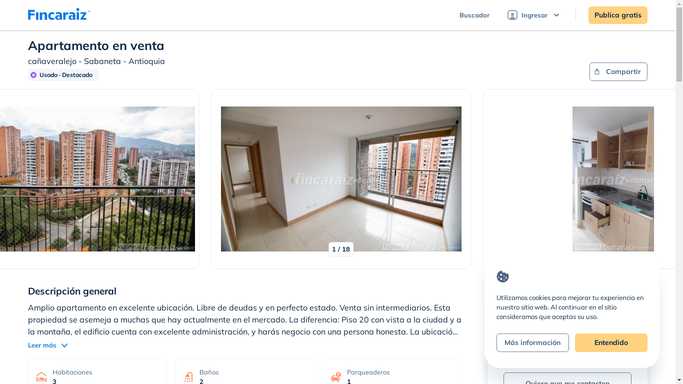 Fincaraiz
Buscador
Ingresar
Publica gratis
Apartamento en venta
cañaveralejo - Sabaneta - Antioquia
Usado - Destacado
Compartir
fincaraiz
1 / 18
Descripción general
Amplio apartamento en excelente ubicación. Libre de deudas y en perfecto estado. Venta sin intermediarios. Esta
propiedad se asemeja a muchas que hay actualmente en el mercado. La diferencia: Piso 20 con vista a la ciudad y a
la montaña, el edificio cuenta con excelente administración, y harás negocio con una persona honesta. La ubicació...
Leer más
Habitaciones
3
Baños
2
Parqueaderos
1
Utilizamos cookies para mejorar tu experiencia en
nuestro sitio web. Al continuar en el sitio
consideramos que aceptas su uso.
Más información
Entendido
Quiero que me contacten